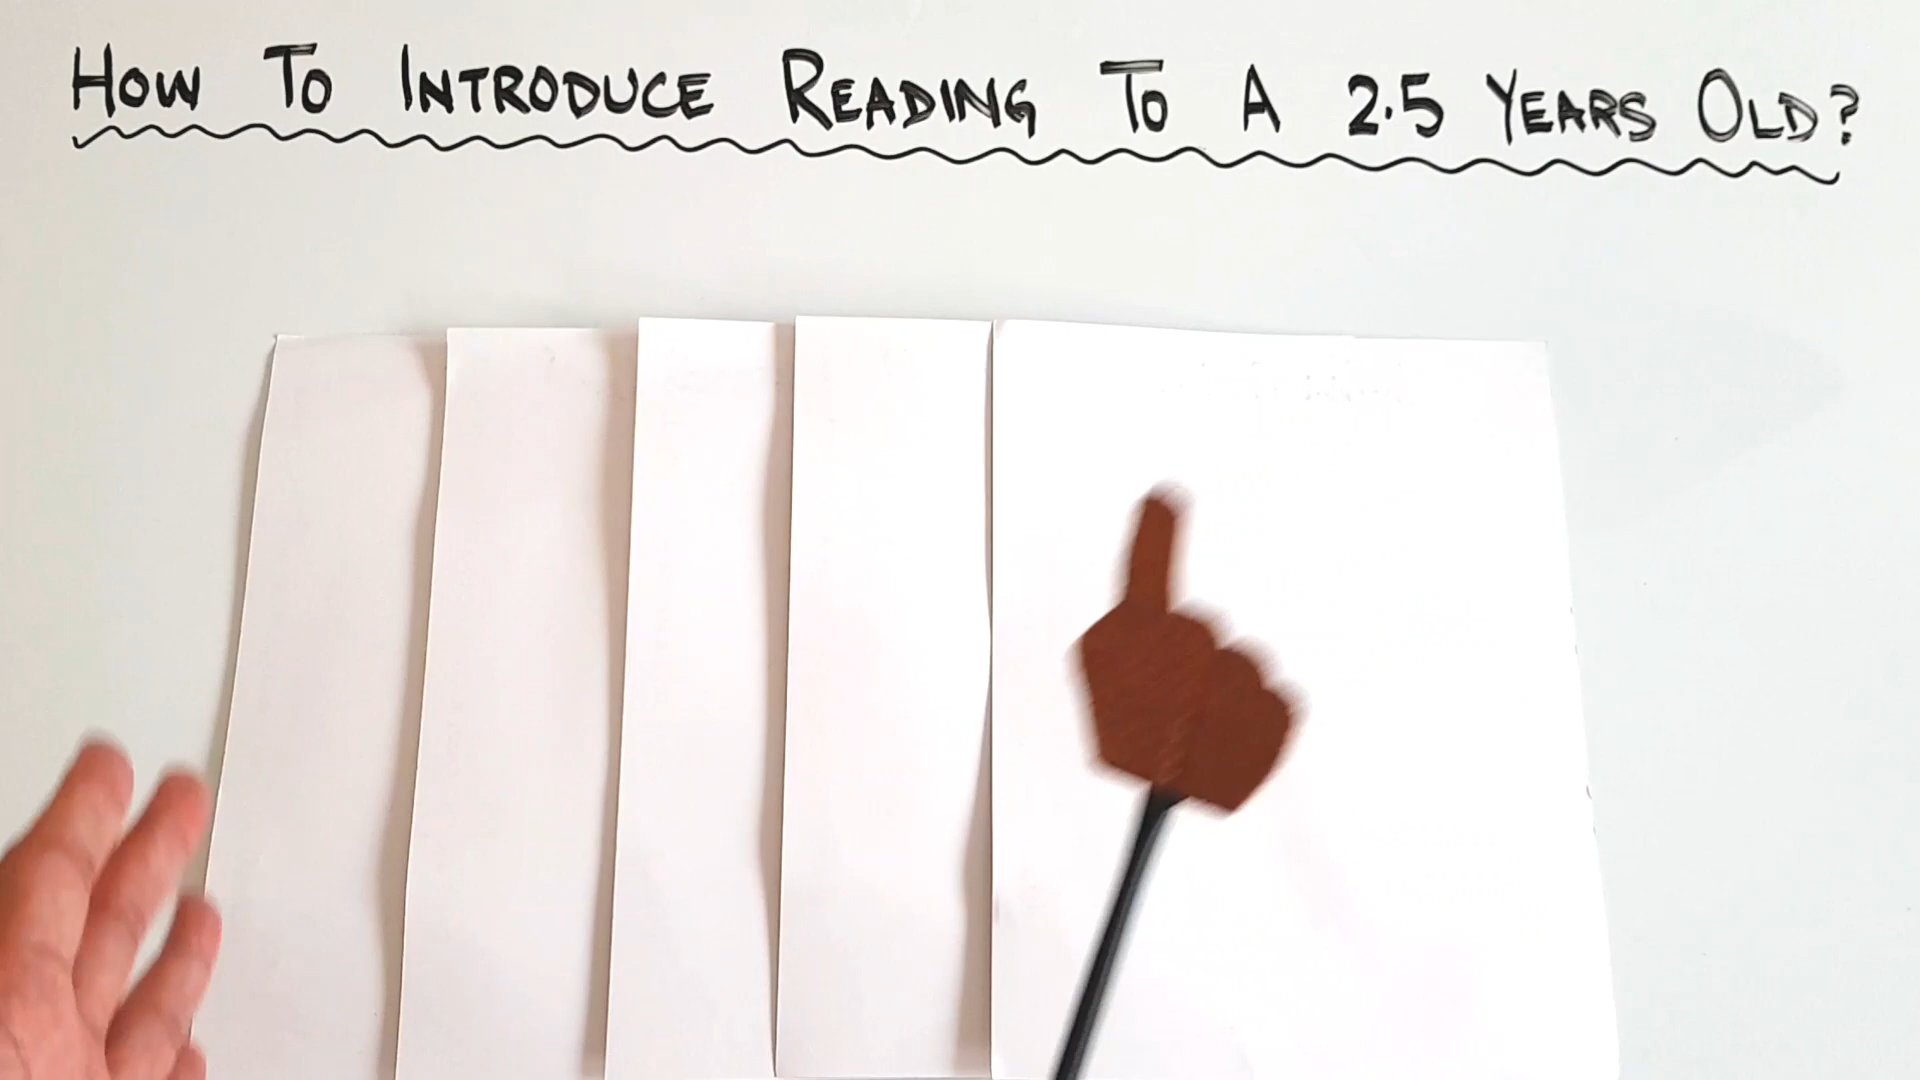 HOW TO INTRODUCE READING TO A 2.5 YEARS OLD?